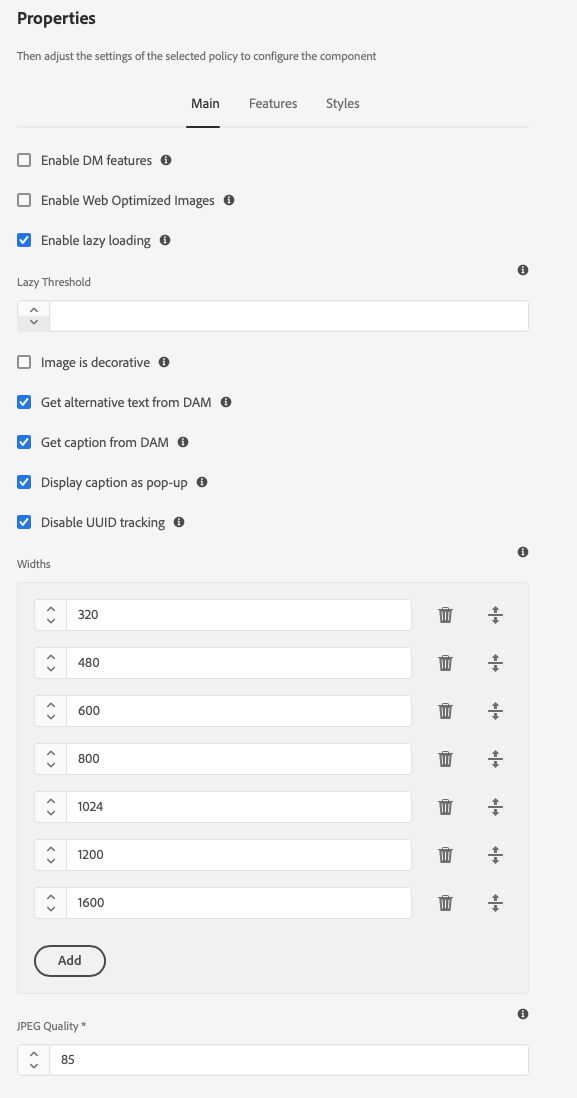 Properties
Then adjust the settings of the selected policy to configure the component
Main Features Styles
Enable DM features
Enable Web Optimized Images
Enable lazy loading
Lazy Threshold
Image is decorative
Get alternative text from DAM
Get caption from DAM
Display caption as pop-up
Disable UUID tracking
Widths
320
480
600
800
1024
1200
1600
Add
JPEG Quality *
85